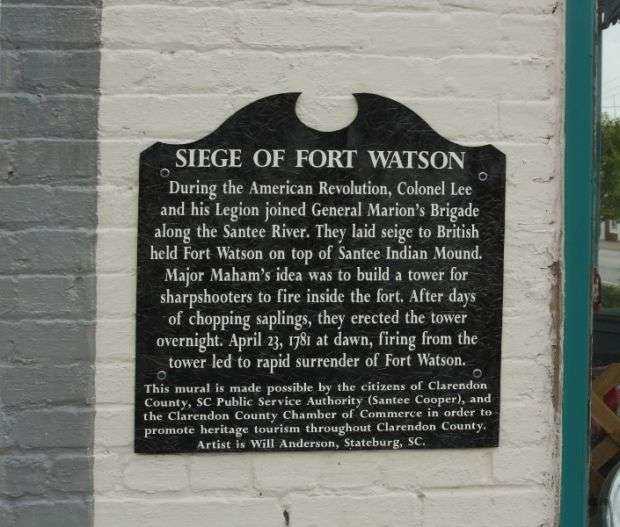 SIEGE OF FORT WATSON
During the American Revolution, Colonel Lee
and his Legion joined General Marion's Brigade
along the Santee River. They laid seige to British
held Fort Watson on top of Santee Indian Mound.
Major Maham's idea was to build a tower for
sharpshooters to fire inside the fort. After days
of chopping saplings, they erected the tower
overnight. April 23, 1781 at dawn, firing from the
tower led to rapid surrender of Fort Watson.
This mural is made possible by the citizens of Clarendon
County, SC Public Service Authority (Santee Cooper), and
the Clarendon County Chamber of Commerce in order to
promote heritage tourism throughout Clarendon County.
Artist is Will Anderson, Stateburg, SC.